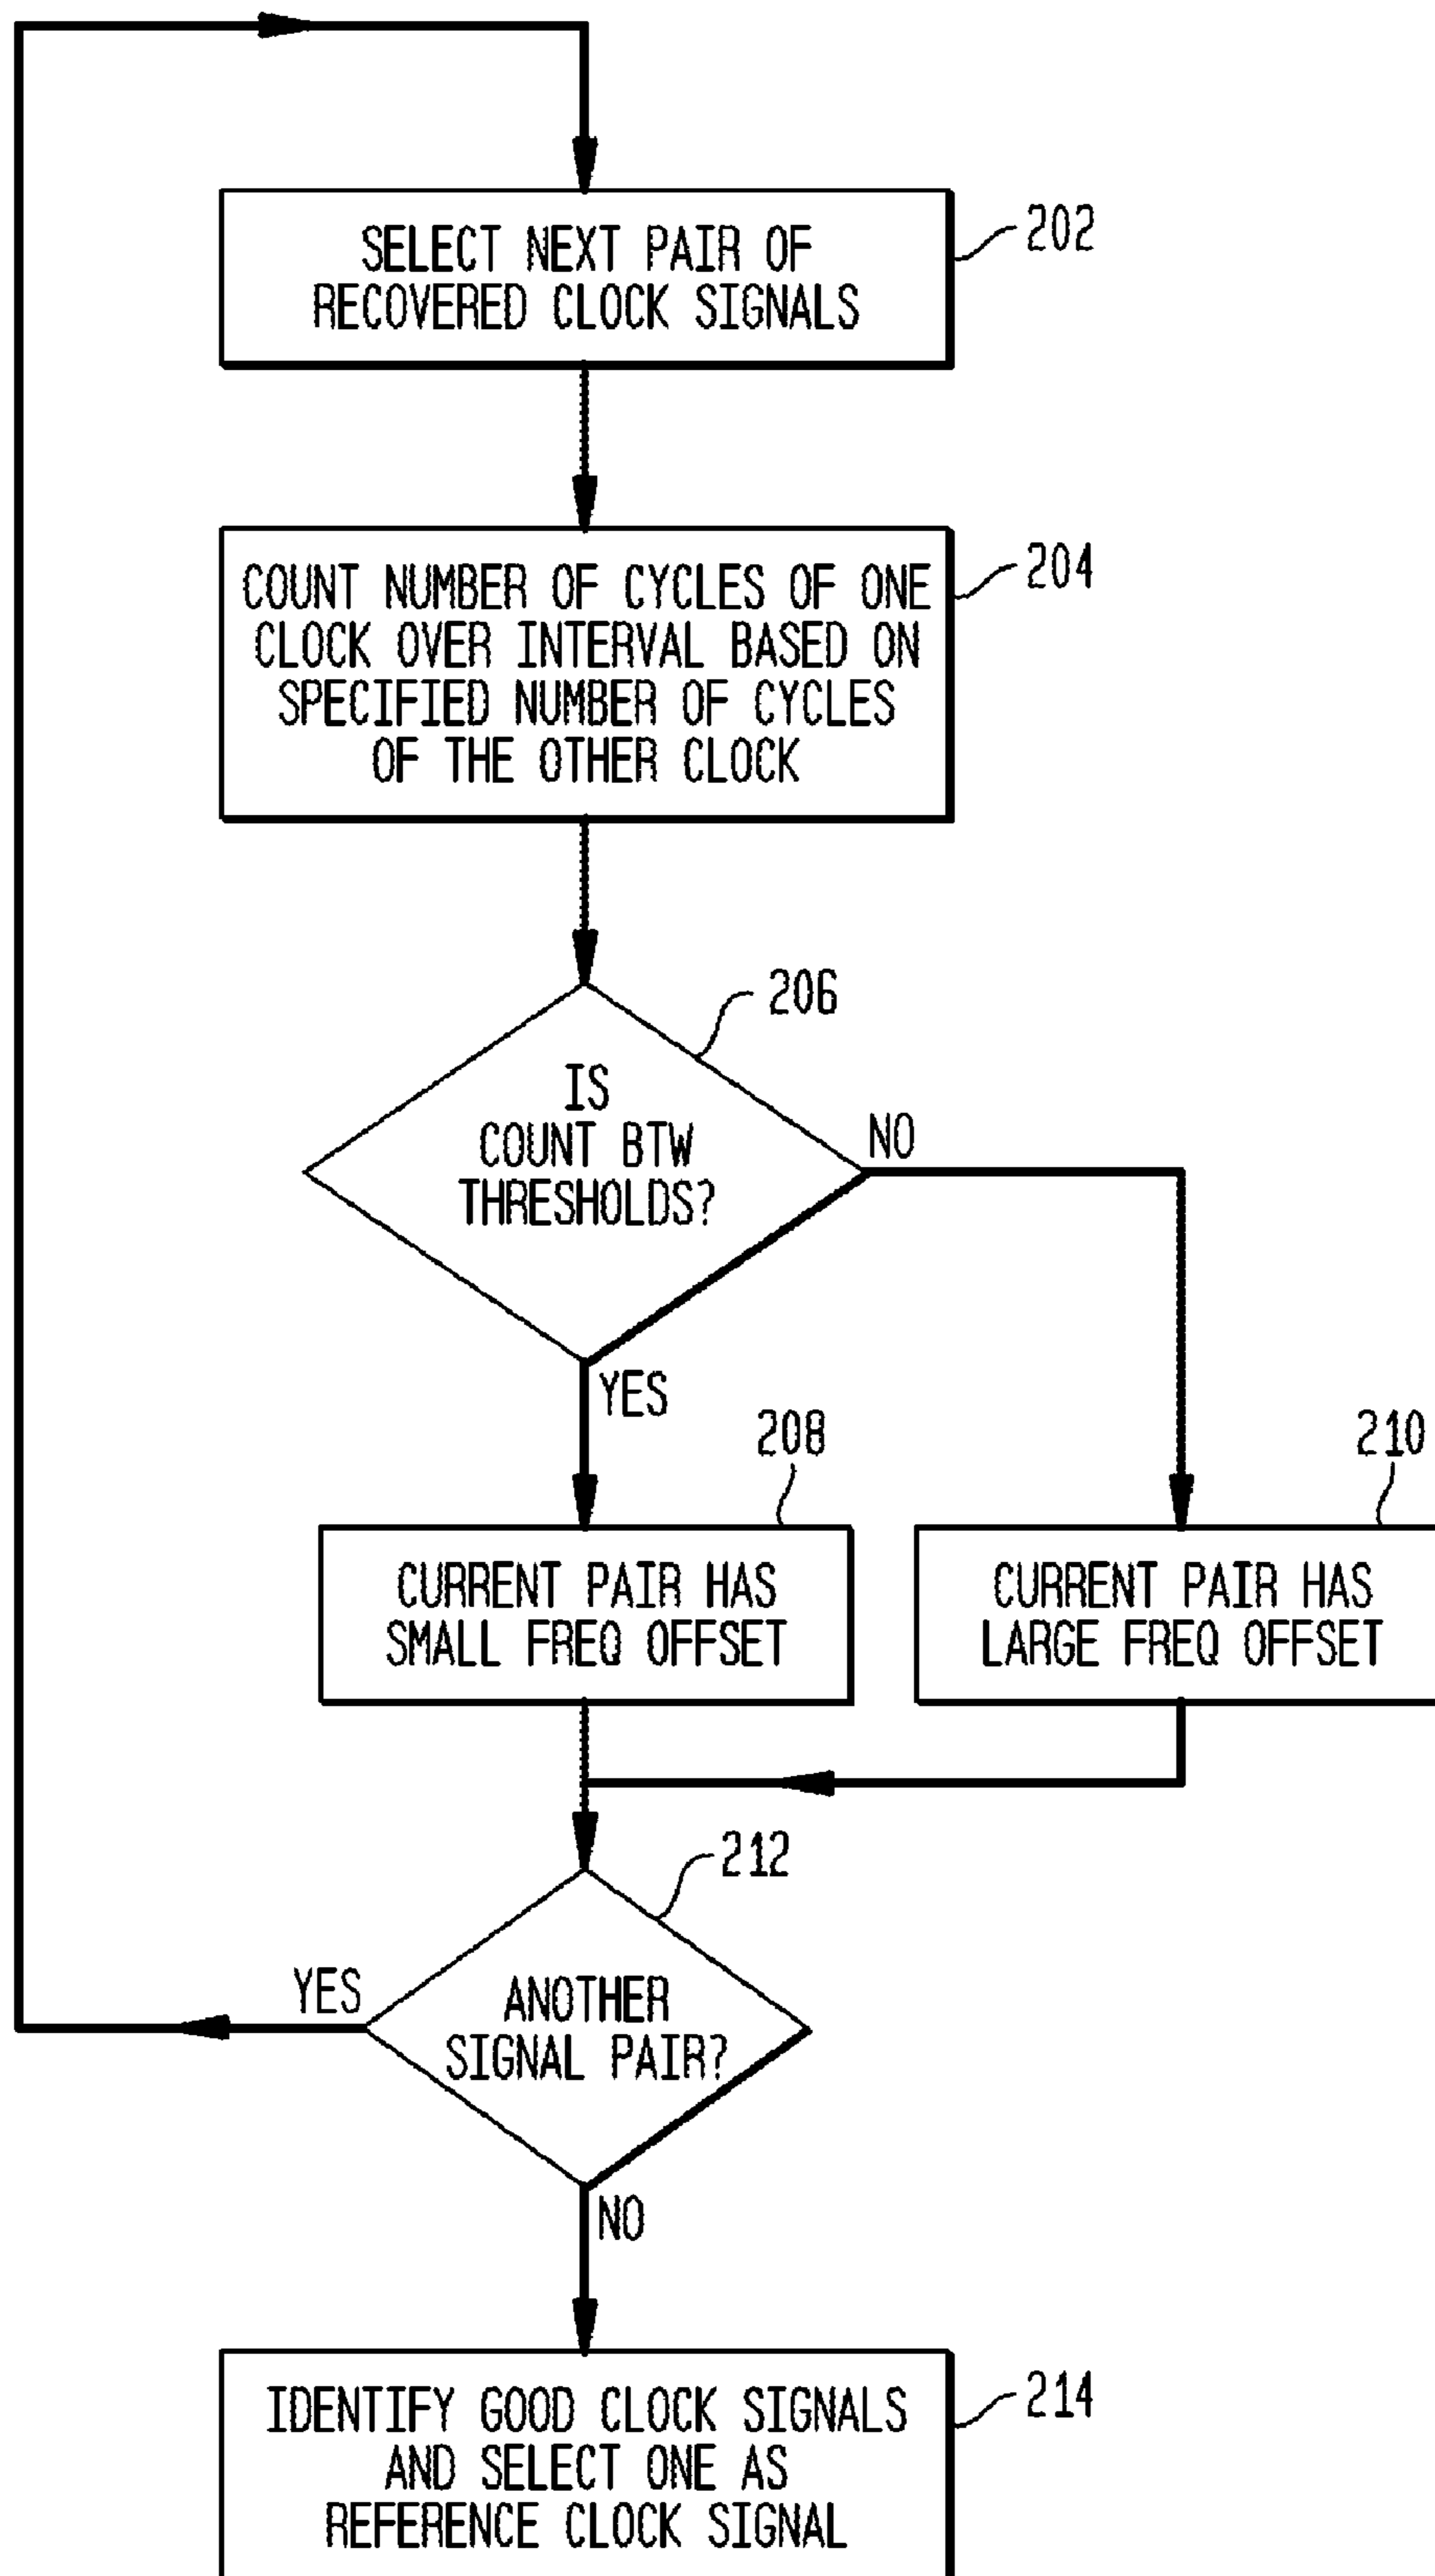 SELECT NEXT PAIR OF
RECOVERED CLOCK SIGNALS
202
COUNT NUMBER OF CYCLES OF ONE
CLOCK OVER INTERVAL BASED ON
SPECIFIED NUMBER OF CYCLES
OF THE OTHER CLOCK
204
206
IS
COUNT BTW
THRESHOLDS?
NO
YES
208
210
CURRENT PAIR HAS
SMALL FREQ OFFSET
CURRENT PAIR HAS
LARGE FREQ OFFSET
212
YES
ANOTHER
SIGNAL PAIR?
NO
IDENTIFY GOOD CLOCK SIGNALS
AND SELECT ONE AS
REFERENCE CLOCK SIGNAL
214